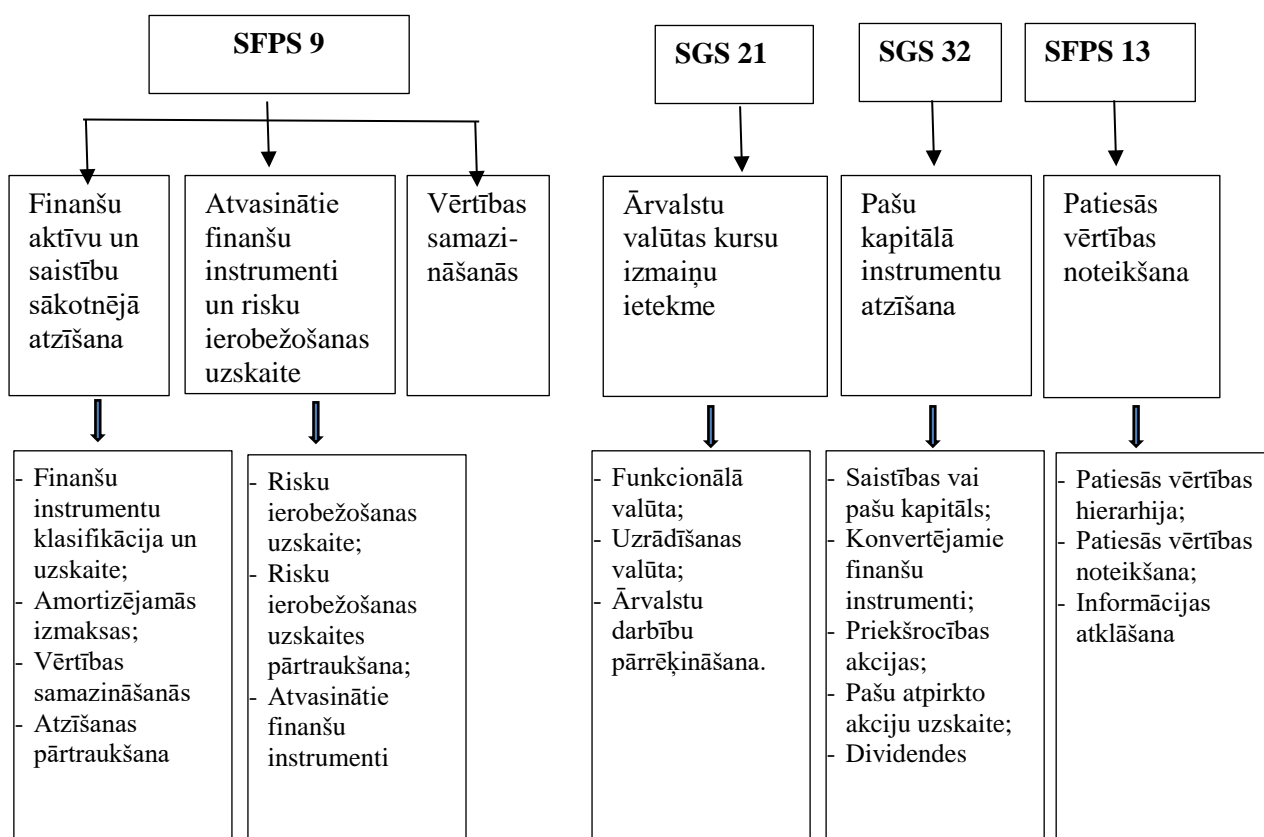 SFPS 9
SGS 21
SGS 32
SFPS 13
Finanšu
aktīvu un
saistību
sākotnējā
atzīšana
Atvasinātie
finanšu
instrumenti
un risku
ierobežošanas
uzskaite
Vērtības
samazi-
nāšanās
Ārvalstu
valūtas kursu
izmaiņu
ietekme
Pašu
kapitālā
instrumentu
atzīšana
Patiesās
vērtības
noteikšana
- Finanšu
instrumentu
klasifikācija un
uzskaite;
- Amortizējamās
izmaksas;
- Vērtības
samazināšanās
- Atzīšanas
pārtraukšana
- Risku
ierobežošanas
uzskaite;
- Risku
ierobežošanas
uzskaites
pārtraukšana;
- Atvasinātie
finanšu
instrumenti
- Funkcionālā
valūta;
- Uzrādīšanas
valūta;
- Ārvalstu
darbību
pārrēķināšana.
- Saistības vai
pašu kapitāls;
- Konvertējamie
finanšu
instrumenti;
- Priekšrocības
akcijas;
- Pašu atpirkto
akciju uzskaite;
- Dividendes
- Patiesās vērtības
hierarhija;
- Patiesās vērtības
noteikšana;
- Informācijas
atklāšana